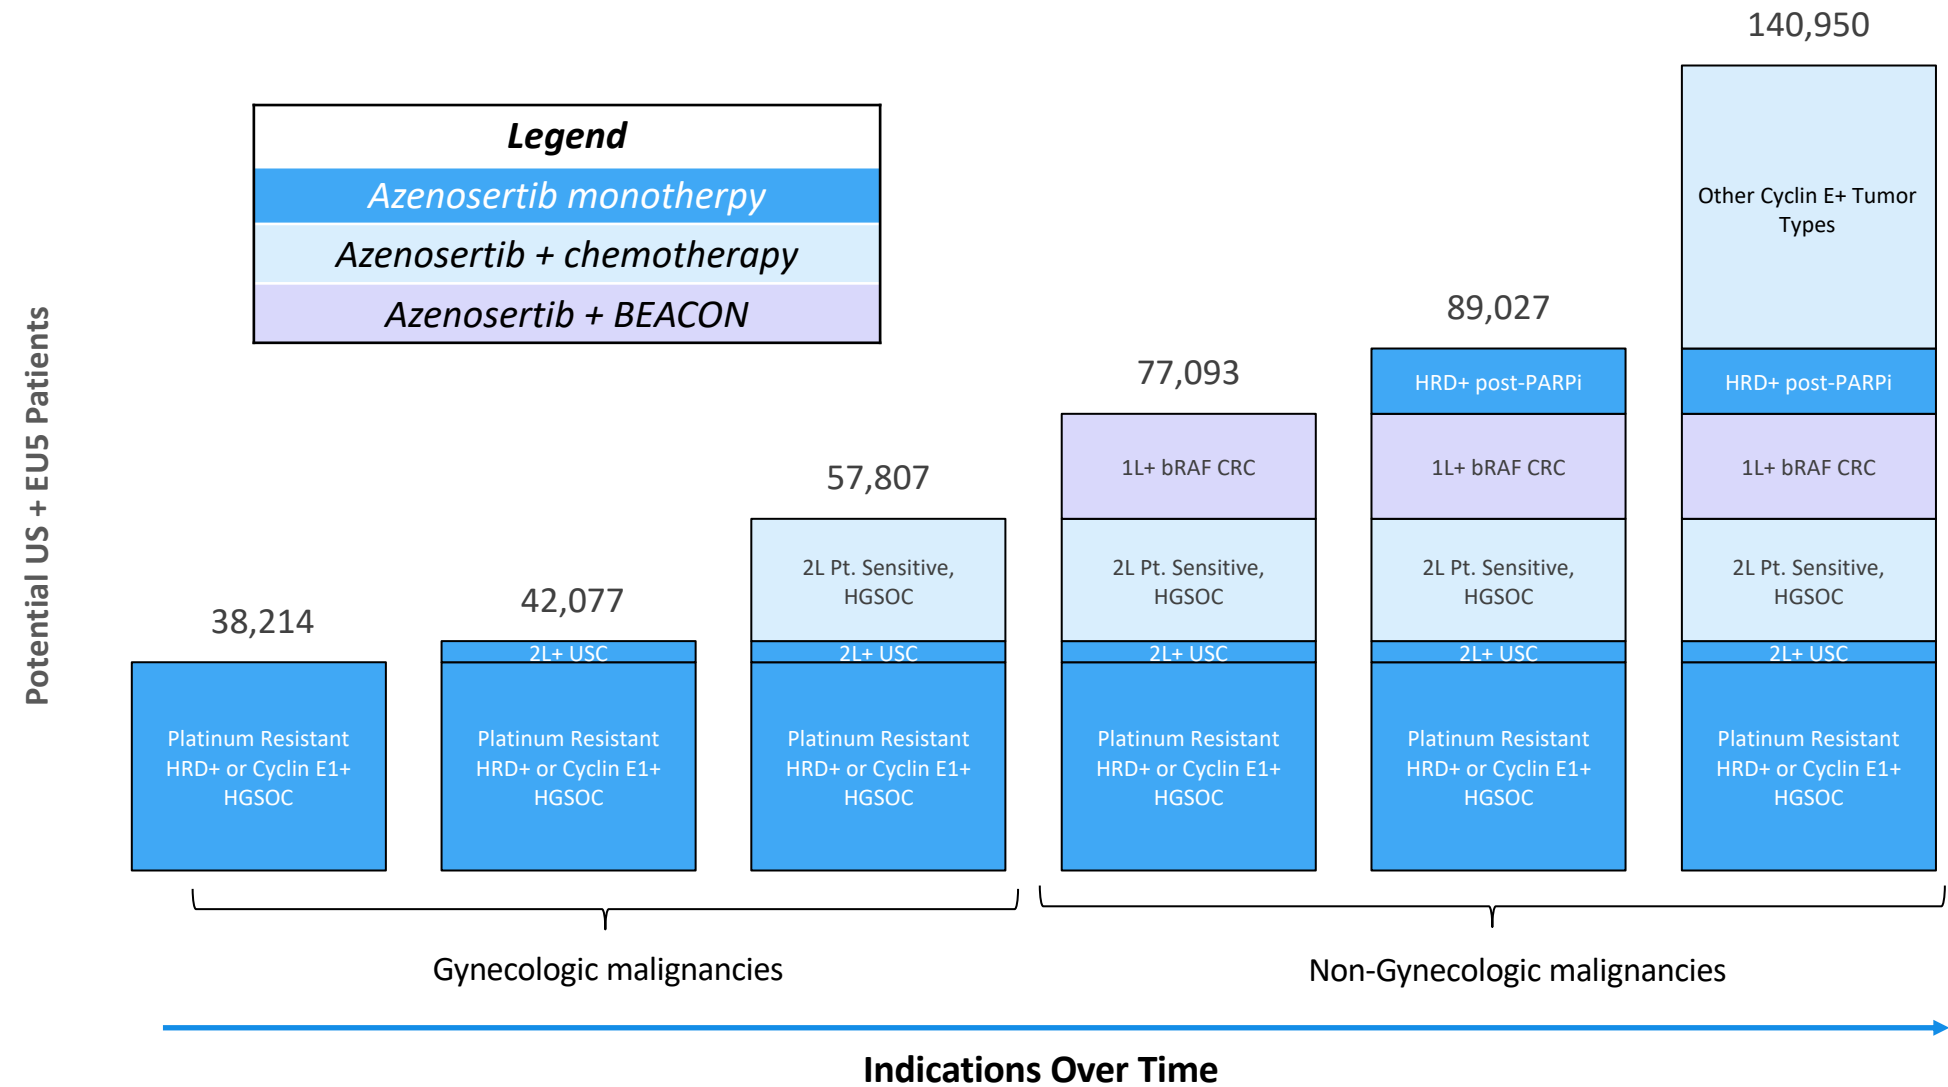 140,950
Legend
Azenosertib monotherpy
Azenosertib + chemotherapy
Azenosertib + BEACON
Potential US + EU5 Patients
38,214
Platinum Resistant
HRD+ or Cyclin E1+
HGSOC
42,077
2L+ USC
Platinum Resistant
HRD+ or Cyclin E1+
HGSOC
57,807
2L Pt. Sensitive,
HGSOC
2L+ USC
Platinum Resistant
HRD+ or Cyclin E1+
HGSOC
77,093
1L+ bRAF CRC
2L Pt. Sensitive,
HGSOC
2L+ USC
Platinum Resistant
HRD+ or Cyclin E1+
HGSOC
89,027
HRD+ post-PARPi
1L+ bRAF CRC
2L Pt. Sensitive,
HGSOC
2L+ USC
Platinum Resistant
HRD+ or Cyclin E1+
HGSOC
Other Cyclin E+ Tumor
Types
HRD+ post-PARPi
1L+ bRAF CRC
2L Pt. Sensitive,
HGSOC
2L+ USC
Platinum Resistant
HRD+ or Cyclin E1+
HGSOC
Gynecologic malignancies
Non-Gynecologic malignancies
Indications Over Time